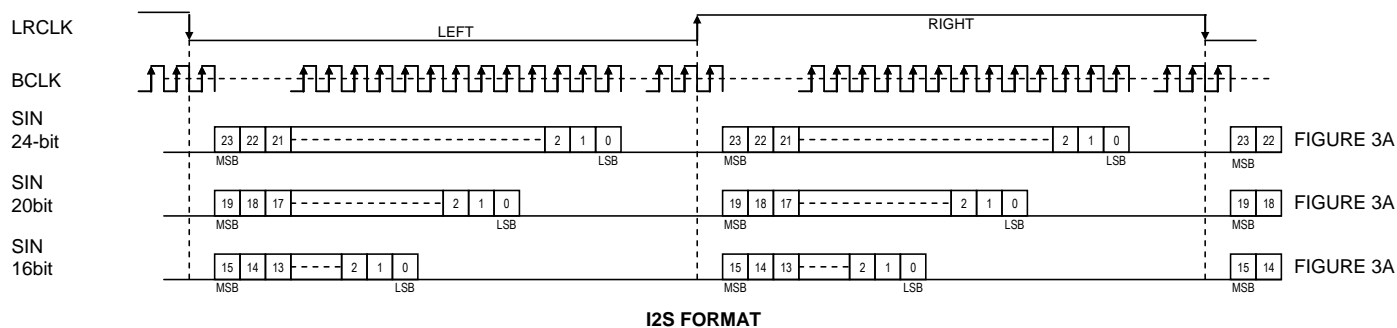 LRCLK
LEFT
RIGHT
BCLK
SIN
24-bit
23 22 21 2 1 0 23 22 21 2 1 0 23 22 FIGURE 3A
MSB LSB MSB LSB MSB
SIN
20bit
19 18 17 2 1 0 19 18 17 2 1 0 19 18 FIGURE 3A
MSB LSB MSB LSB MSB
SIN
16bit
15 14 13 2 1 0 15 14 13 2 1 0 15 14 FIGURE 3A
MSB LSB MSB LSB MSB
I2S FORMAT